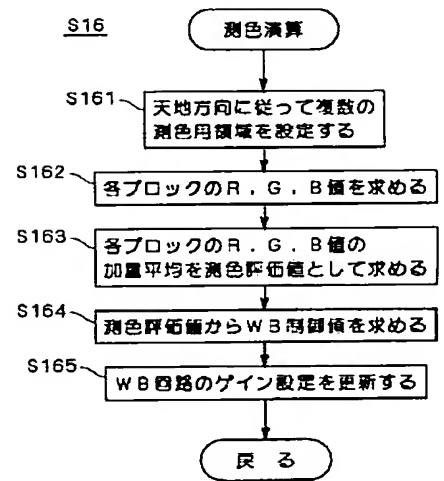 S16
測色演算
S161
天地方向に従って複数の
測色用領域を設定する
S162
各ブロックのR，G，B値を求める
S163
各ブロックのR，G，B値の
加重平均を測色評価値として求める
S164
測色評価値からWB制御値を求める
S165
WB回路のゲイン設定を更新する
戻る